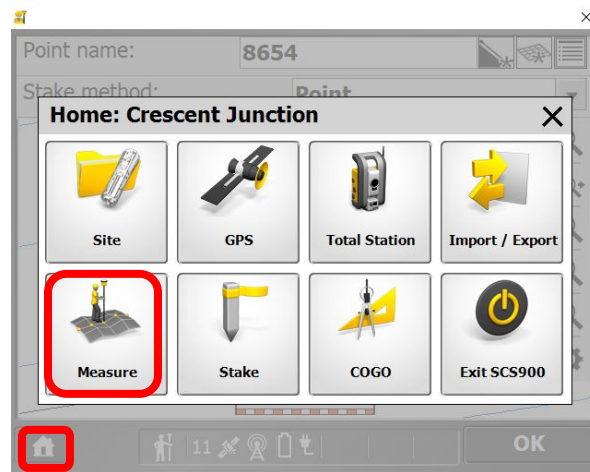 Point name: 8654
Stake method: Point
Home: Crescent Junction
Site GPS Total Station Import / Export
Measure Stake COGO Exit SCS900
11 OK